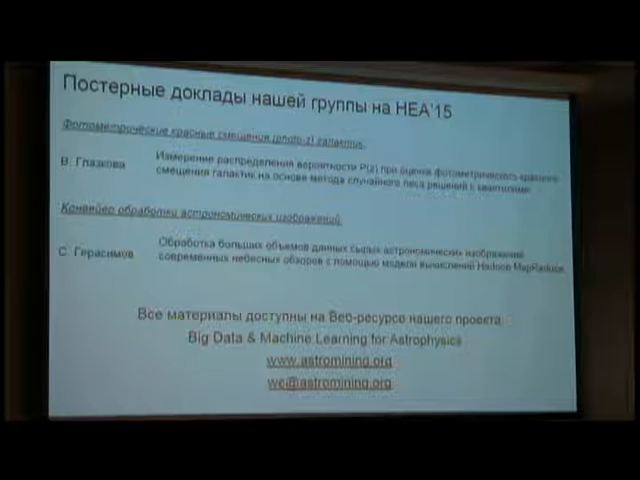 Постерные доклады нашей группы на HEA'15
Фотометрические красные смещения (photo-z) галактик
В. Глазкова
Измерение распределения вероятности P(z) при оценке фотометрического красного
смещения галактик на основе метода случайного леса решений с квантилями
Конвейер обработки астрономических изображений
С. Герасимов
Обработка больших объемов данных сырых астрономических изображений
современных небесных обзоров с помощью модели вычислений Hadoop MapReduce
Все материалы доступны на Веб-ресурсе нашего проекта
Big Data & Machine Learning for Astrophysics
www.astromining.org
we@astromining.org